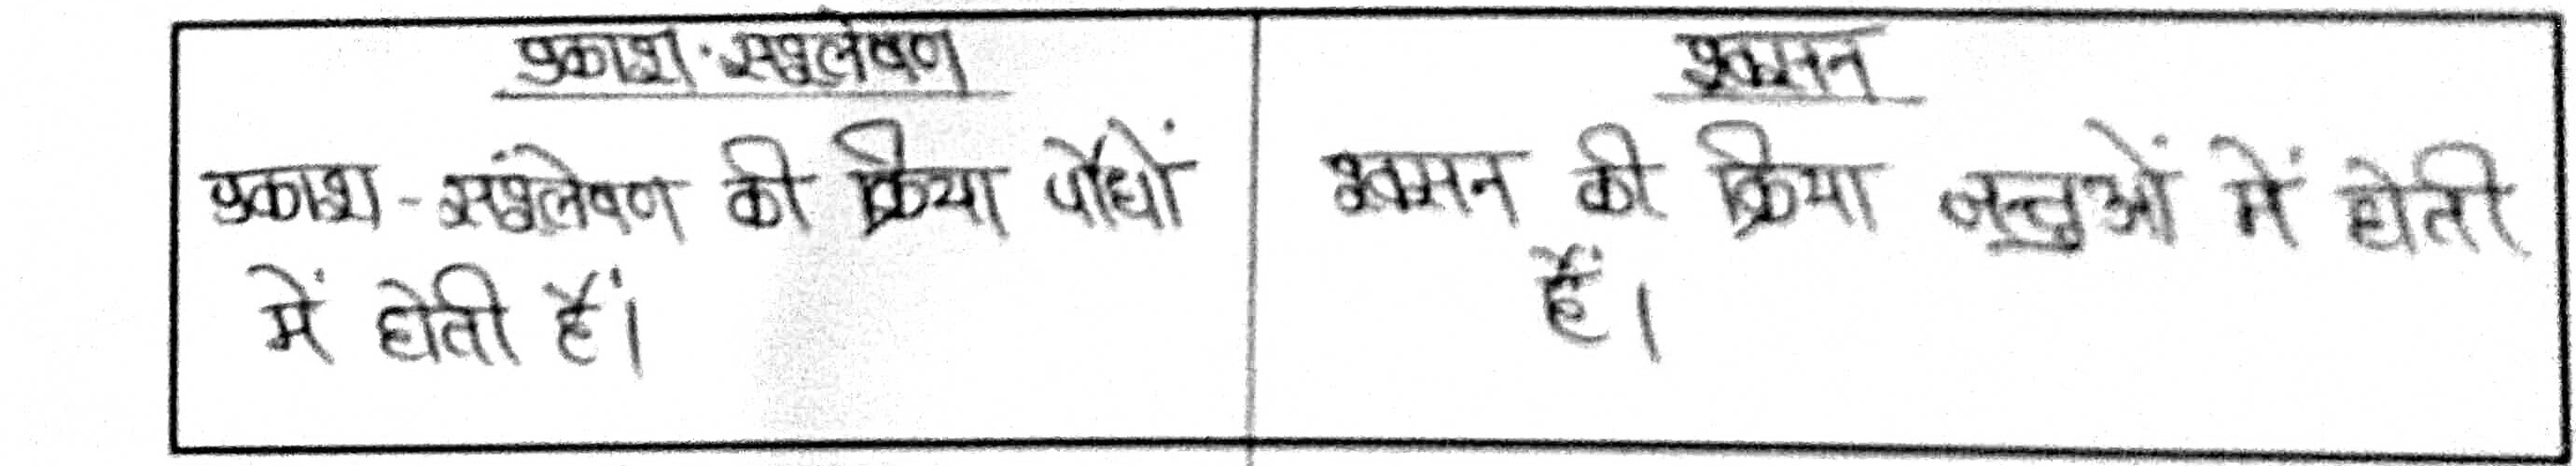 प्रकाश-संश्लेषण
प्रकाश-संश्लेषण की क्रिया पौधों
में होती हैं।
श्वसन
श्वसन की क्रिया जन्तुओं में होती
हैं।